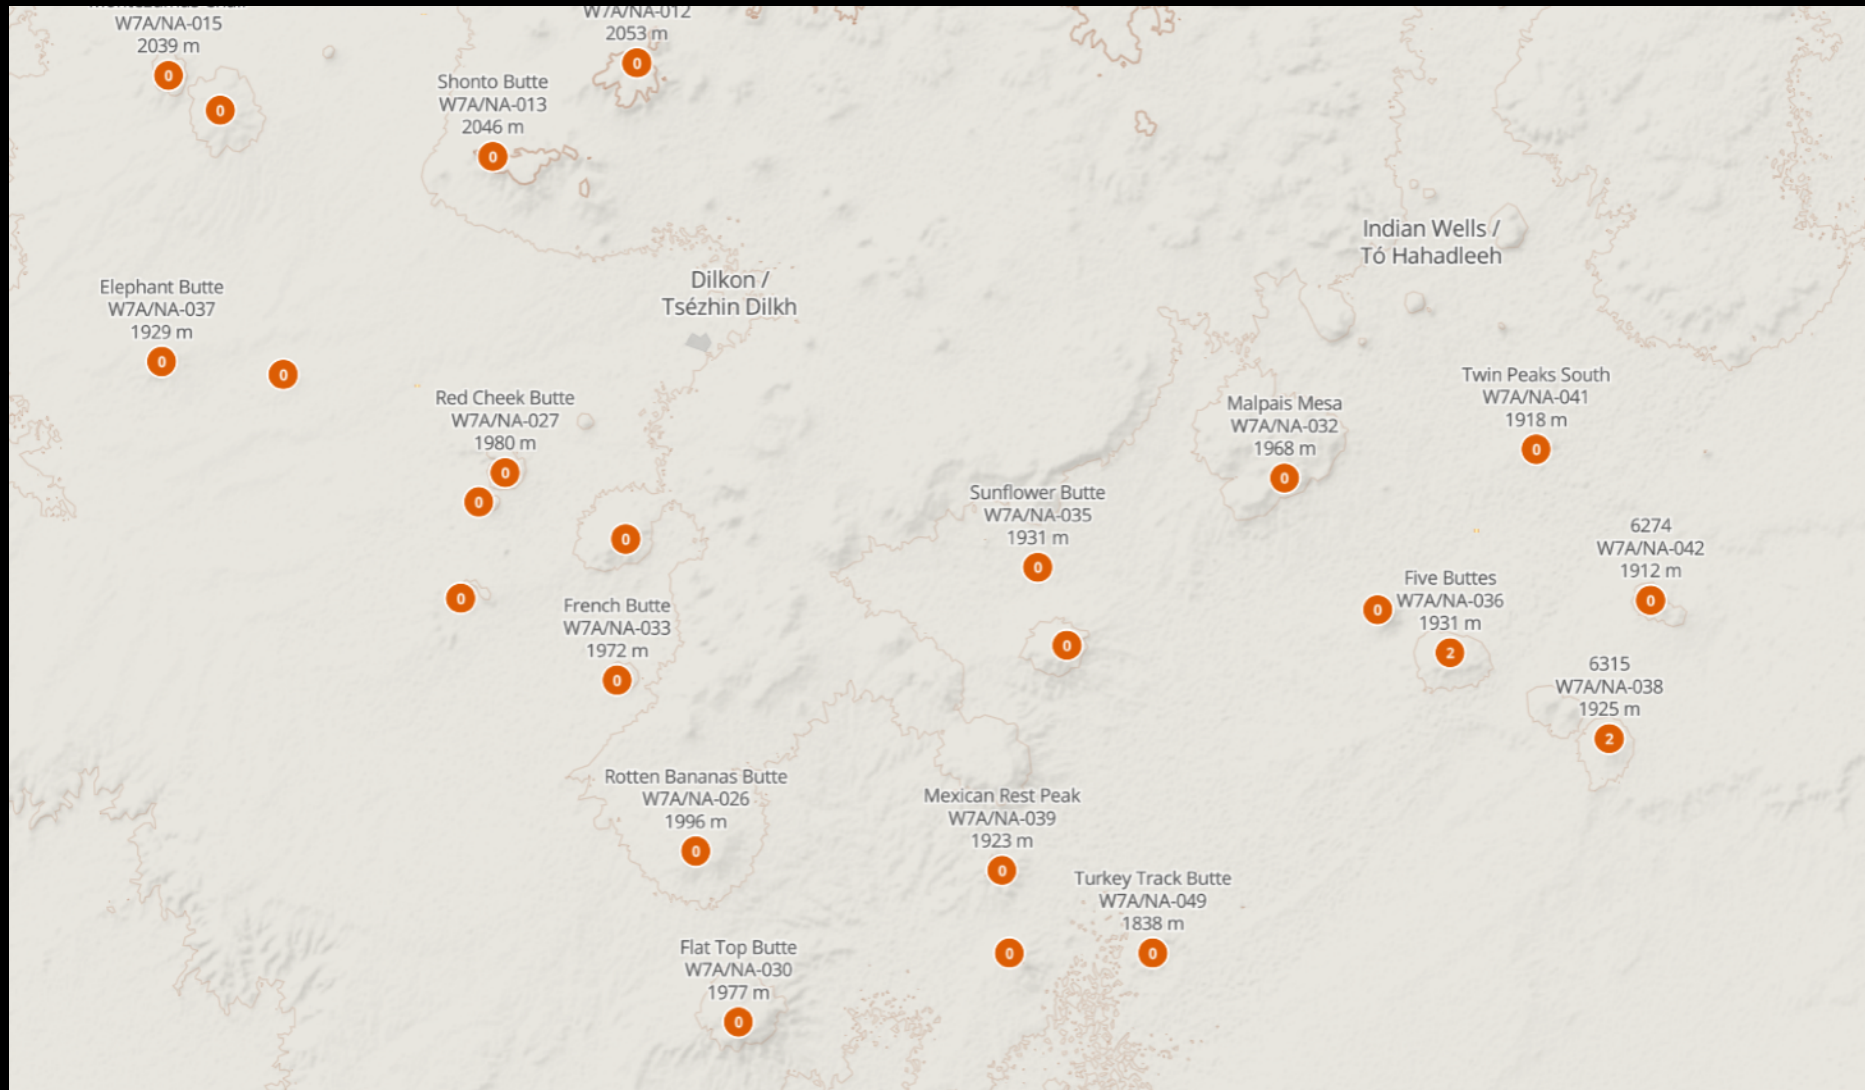 W7A/NA-015
2039 m
0
0
W7A/NA-012
2053 m
0
Shonto Butte
W7A/NA-013
2046 m
0
Indian Wells /
Tó Hahadleeh
Dilkon /
Tsézhin Dilkh
Elephant Butte
W7A/NA-037
1929 m
0
0
Red Cheek Butte
W7A/NA-027
1980 m
0
0
Malpais Mesa
W7A/NA-032
1968 m
0
Twin Peaks South
W7A/NA-041
1918 m
0
Sunflower Butte
W7A/NA-035
1931 m
0
0
0
0
French Butte
W7A/NA-033
1972 m
0
6274
W7A/NA-042
1912 m
0
Five Buttes
W7A/NA-036
1931 m
2
0
6315
W7A/NA-038
1925 m
2
Rotten Bananas Butte
W7A/NA-026
1996 m
0
Mexican Rest Peak
W7A/NA-039
1923 m
0
Turkey Track Butte
W7A/NA-049
1838 m
0
0
Flat Top Butte
W7A/NA-030
1977 m
0